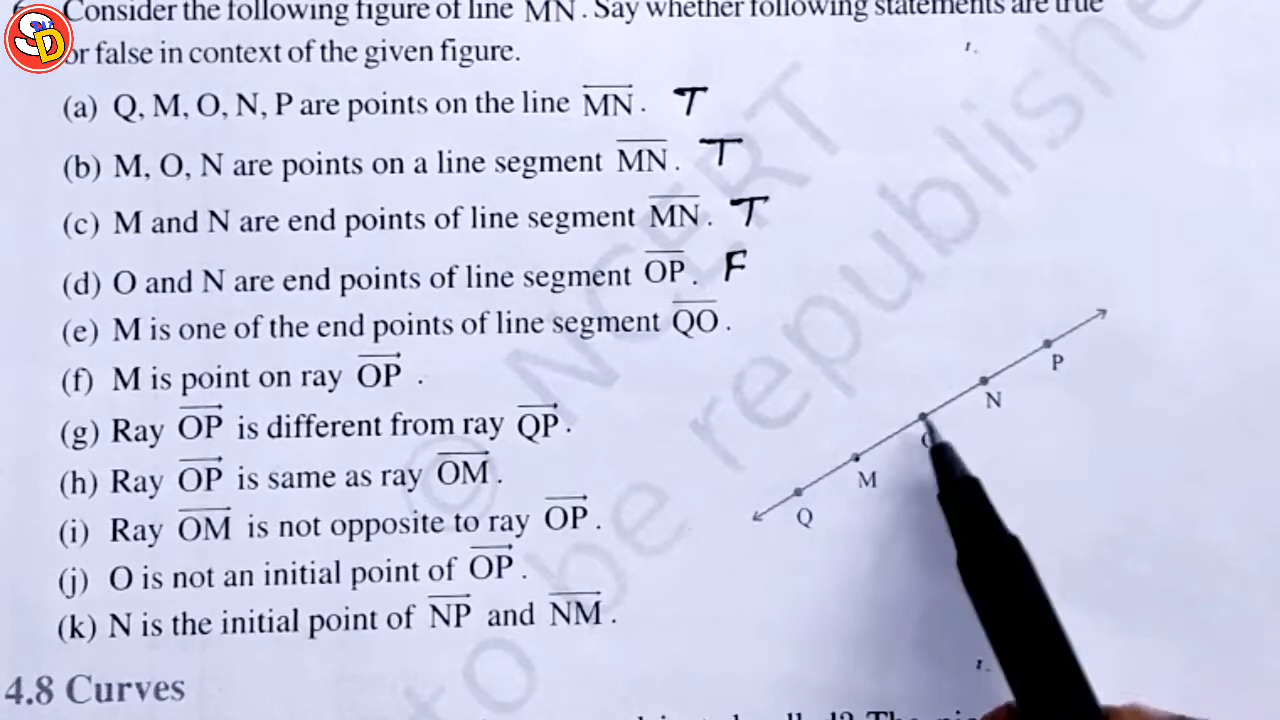 Consider the following figure of line MN. Say whether following statements are true
or false in context of the given figure.
(a) Q, M, O, N, P are points on the line MN. T
(b) M, O, N are points on a line segment MN. T
(c) M and N are end points of line segment MN. T
(d) O and N are end points of line segment OP. F
(e) M is one of the end points of line segment QO.
(f) M is point on ray OP.
(g) Ray OP is different from ray QP.
(h) Ray OP is same as ray OM.
(i) Ray OM is not opposite to ray OP.
(j) O is not an initial point of OP.
(k) N is the initial point of NP and NM.
P
N
M
Q
4.8 Curves
SD
© NCERT
to be republishe